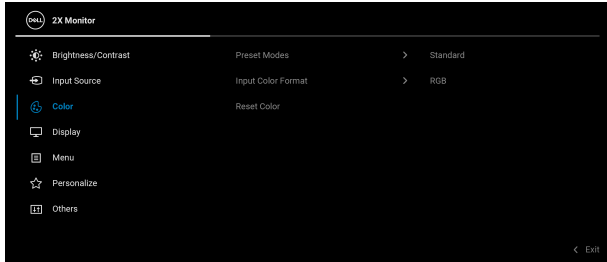 DELL 2X Monitor
Brightness/Contrast Preset Modes > Standard
Input Source Input Color Format > RGB
Color Reset Color
Display
Menu
Personalize
Others
< Exit